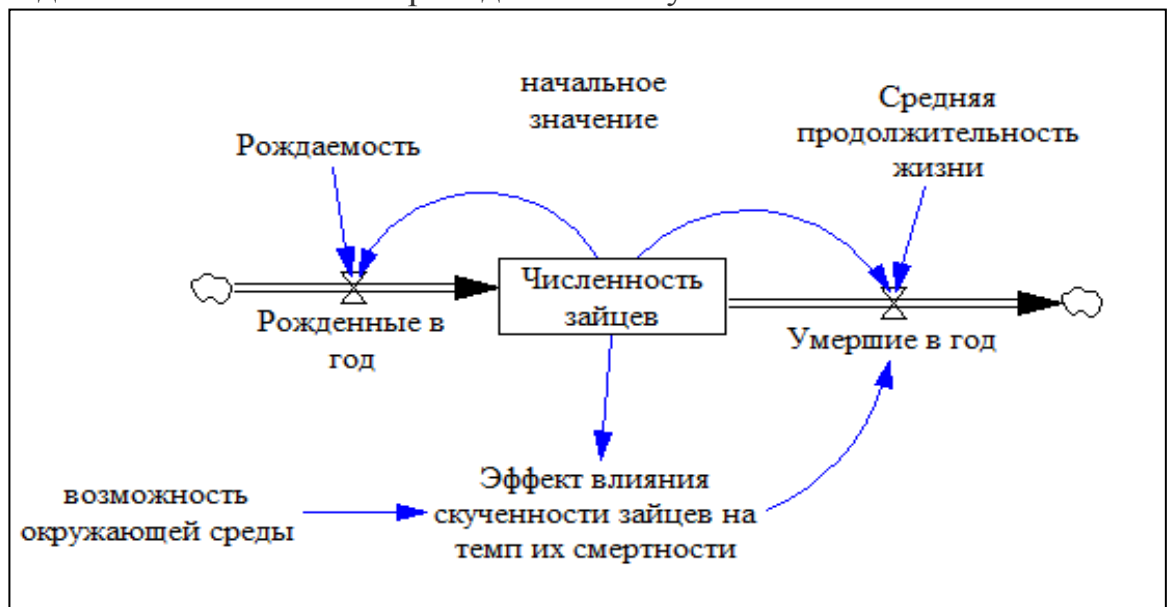 начальное
значение
Средняя
продолжительность
жизни
Рождаемость
Численность
зайцев
Рожденные в
год
Умершие в год
Эффект влияния
скученности зайцев на
темп их смертности
возможность
окружающей среды